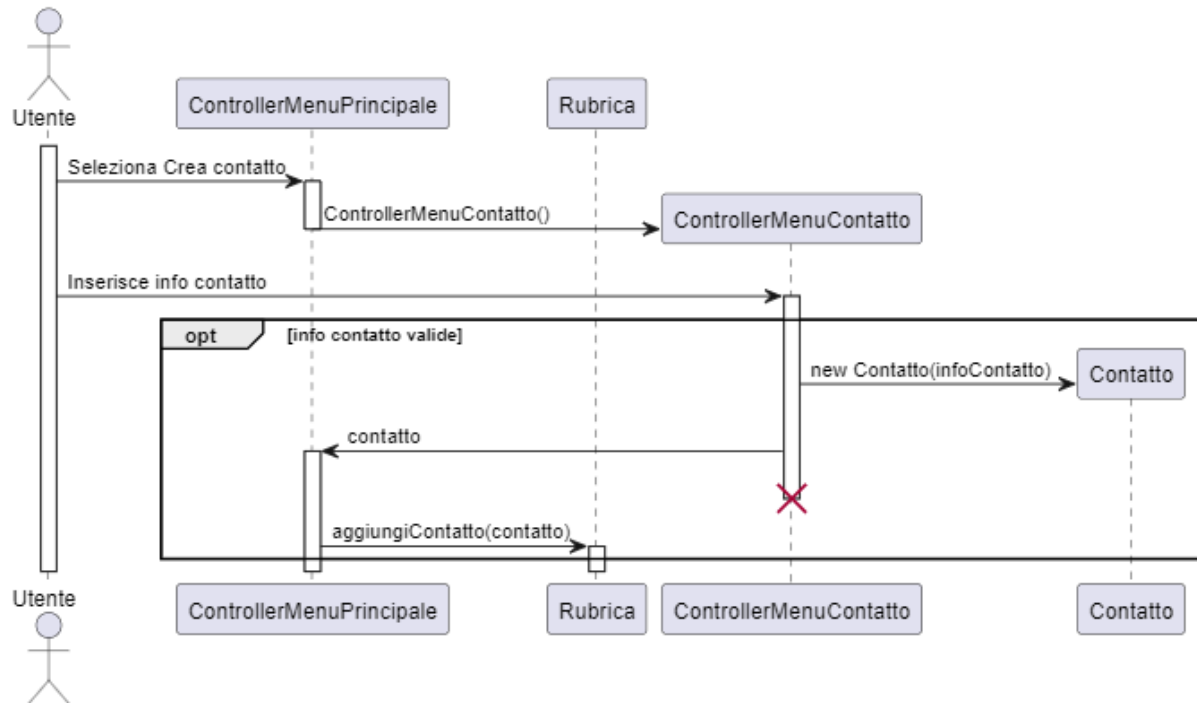 Utente
ControllerMenuPrincipale
Rubrica
Seleziona Crea contatto
ControllerMenuContatto()
ControllerMenuContatto
Inserisce info contatto
opt
[info contatto valide]
new Contatto(infoContatto)
Contatto
contatto
aggiungiContatto(contatto)
Utente
ControllerMenuPrincipale
Rubrica
ControllerMenuContatto
Contatto